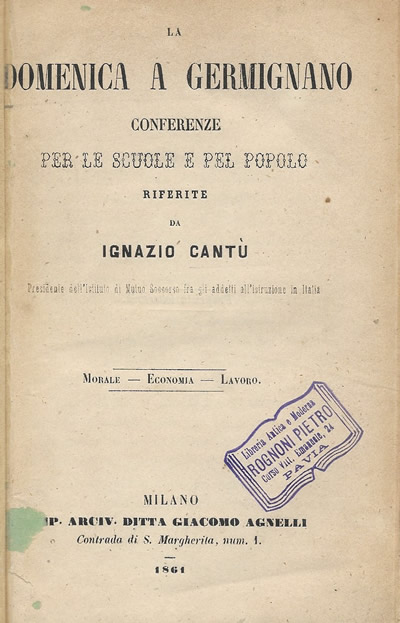 LA
DOMENICA A GERMIGNANO
CONFERENZE
PER LE SCUOLE E PEL POPOLO
RIFERITE
DA
IGNAZIO CANTÙ
Presidente dell'Istituto di Mutuo Soccorso fra gli addetti all'istruzione in Italia
MORALE — ECONOMIA — LAVORO.
Libreria Antica e Moderna
ROGNONI PIETRO
Corso Vitt. Emanuele, 24
PAVIA
MILANO
IP. ARCIV. DITTA GIACOMO AGNELLI
Contrada di S. Margherita, num. 1.
1861